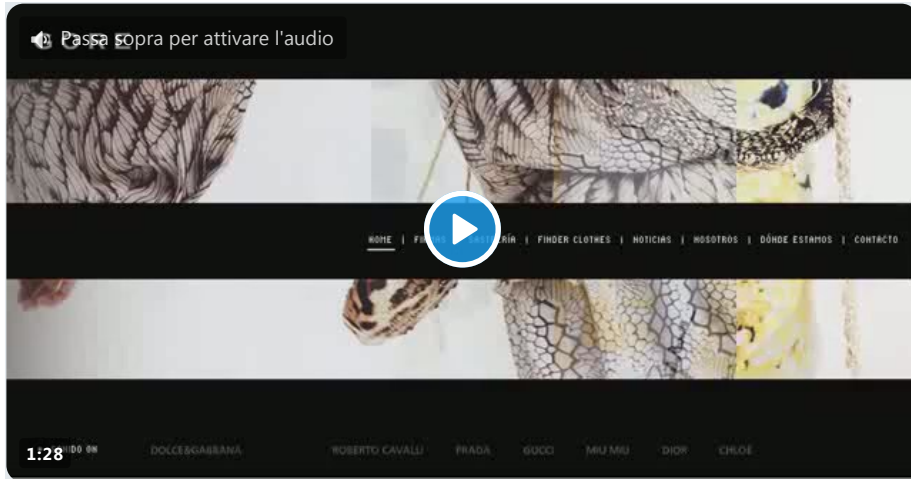 Passa sopra per attivare l'audio
HOME | | FINDER CLOTHES | NOTICIAS | NOSOTROS | DÓNDE ESTAMOS | CONTACTO
1:28 DOLCE&GABBANA ROBERTO CAVALLI PRADA GUCCI MIU MIU DIOR CHLOÉ